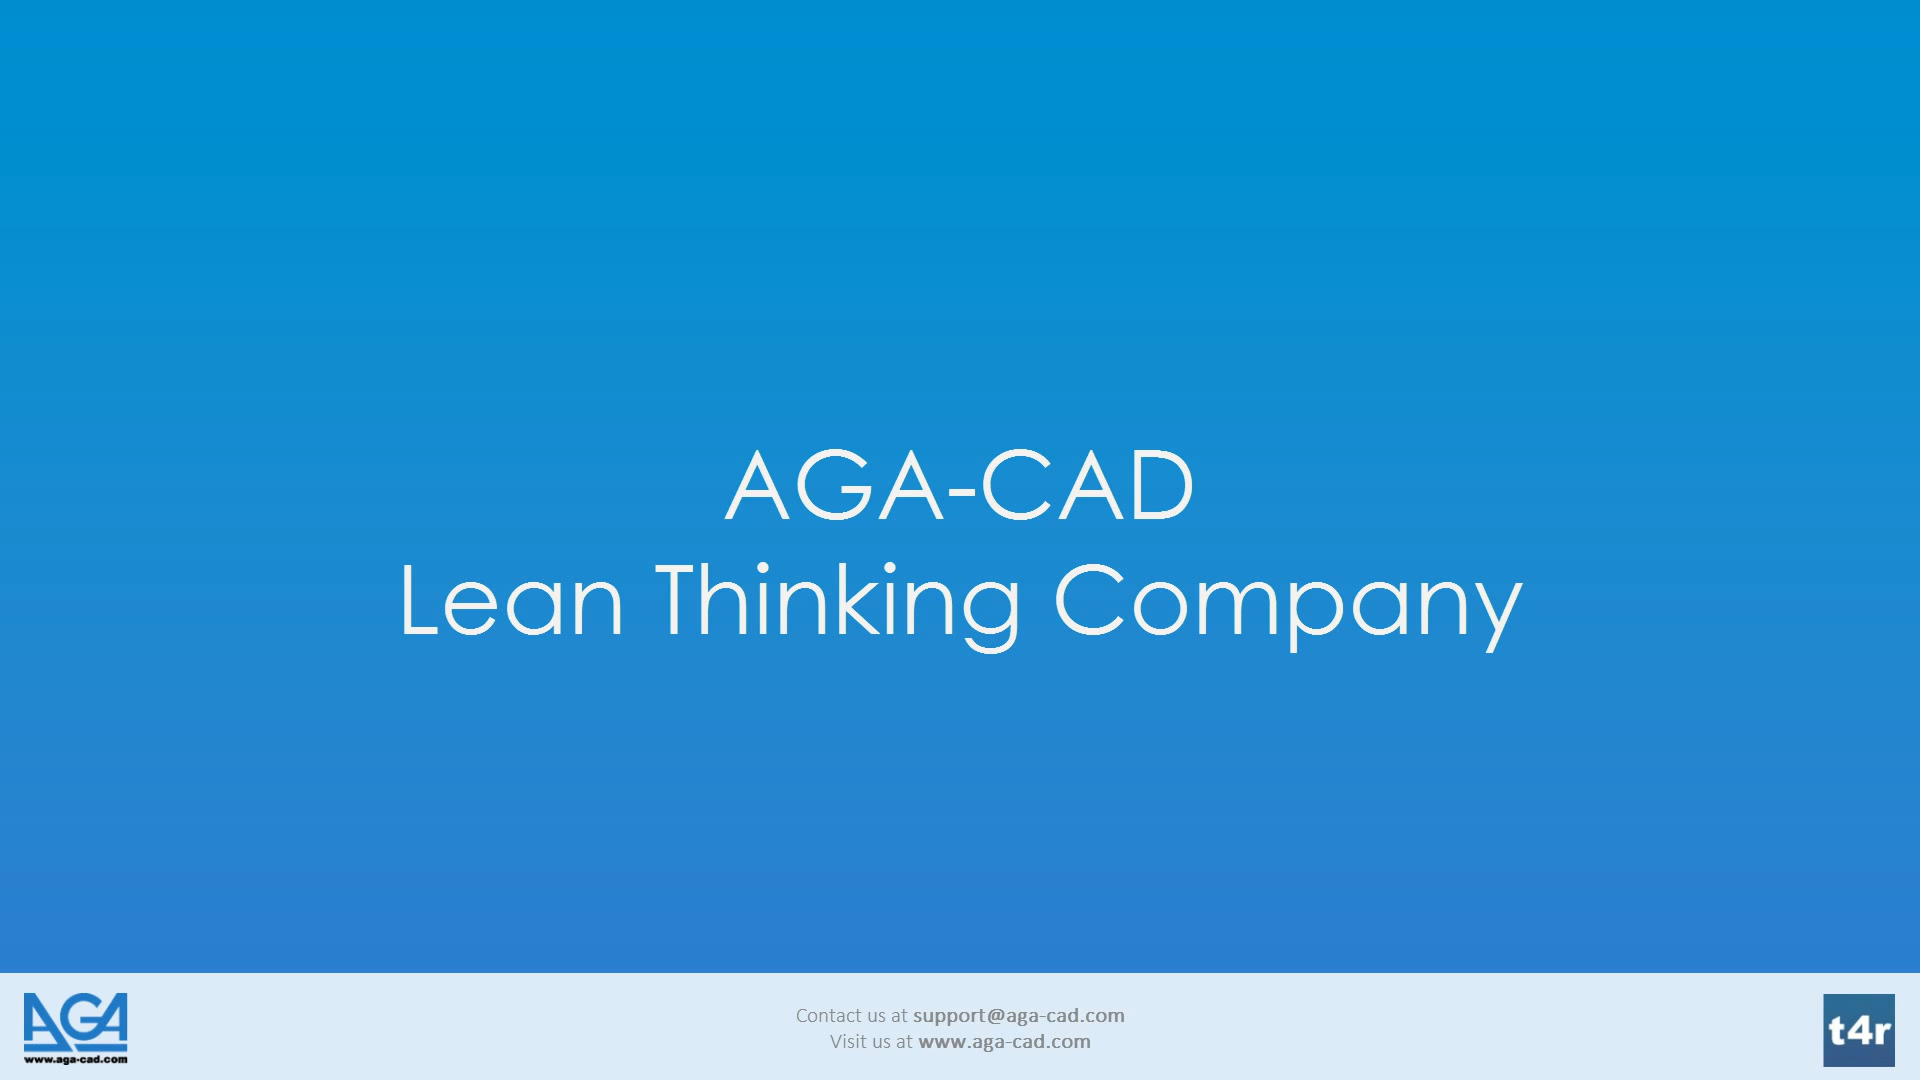 AGA-CAD
Lean Thinking Company
AGA
www.aga-cad.com
Contact us at support@aga-cad.com
Visit us at www.aga-cad.com
t4r